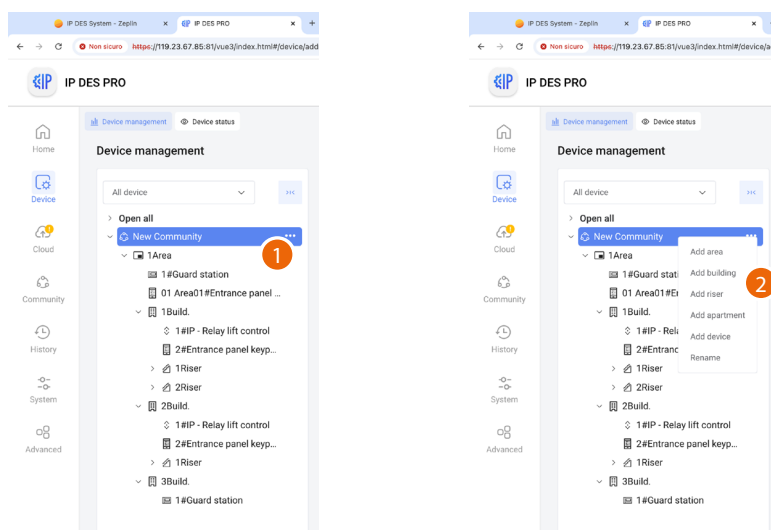 IP DES System - Zeplin
IP DES PRO
Non sicuro https://119.23.67.85:81/vue3/index.html#/device/add
IP IP DES PRO
Device management
Device status
Home
Device management
Device
All device
Open all
Cloud
New Community
1
1Area
1#Guard station
Community
01 Area01#Entrance panel ...
1Build.
History
1#IP - Relay lift control
2#Entrance panel keyp...
1Riser
System
2Riser
2Build.
Advanced
1#IP - Relay lift control
2#Entrance panel keyp...
1Riser
3Build.
1#Guard station
IP DES System - Zeplin
IP DES PRO
Non sicuro https://119.23.67.85:81/vue3/index.html#/device/a
IP IP DES PRO
Device management
Device status
Home
Device management
Device
All device
Open all
Cloud
New Community
1Area
Add area
1#Guard stati
Add building
2
Community
01 Area01#E
Add riser
1Build.
Add apartment
History
1#IP - Rela
Add device
2#Entranc
Rename
1Riser
System
2Riser
2Build.
Advanced
1#IP - Relay lift control
2#Entrance panel keyp...
1Riser
3Build.
1#Guard station